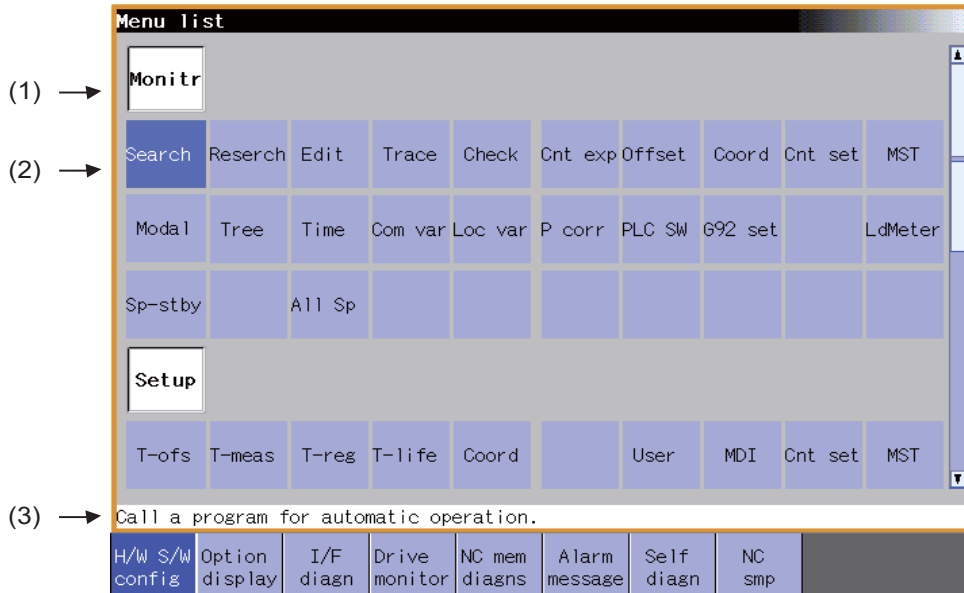 Menu list
(1)
Monitr
(2)
Search Reserch Edit Trace Check Cnt exp Offset Coord Cnt set MST
Modal Tree Time Com var Loc var P corr PLC SW G92 set LdMeter
Sp-stby All Sp
Setup
T-ofs T-meas T-reg T-life Coord User MDI Cnt set MST
(3)
Call a program for automatic operation.
H/W S/W Option I/F Drive NC mem Alarm Self NC
config display diagn monitor diagns message diagn smp